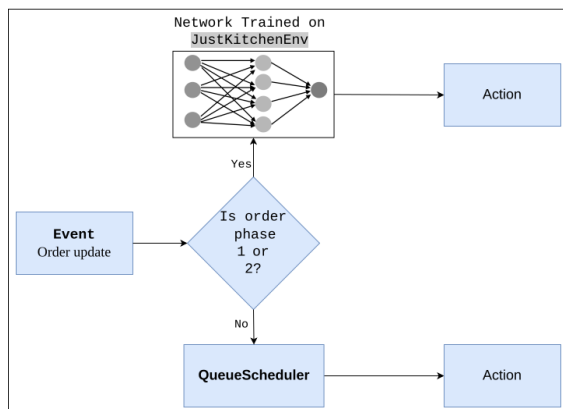 Network Trained on
JustKitchenEnv
Action
Yes
Is order
phase
1 or
2?
Event
Order update
No
QueueScheduler
Action